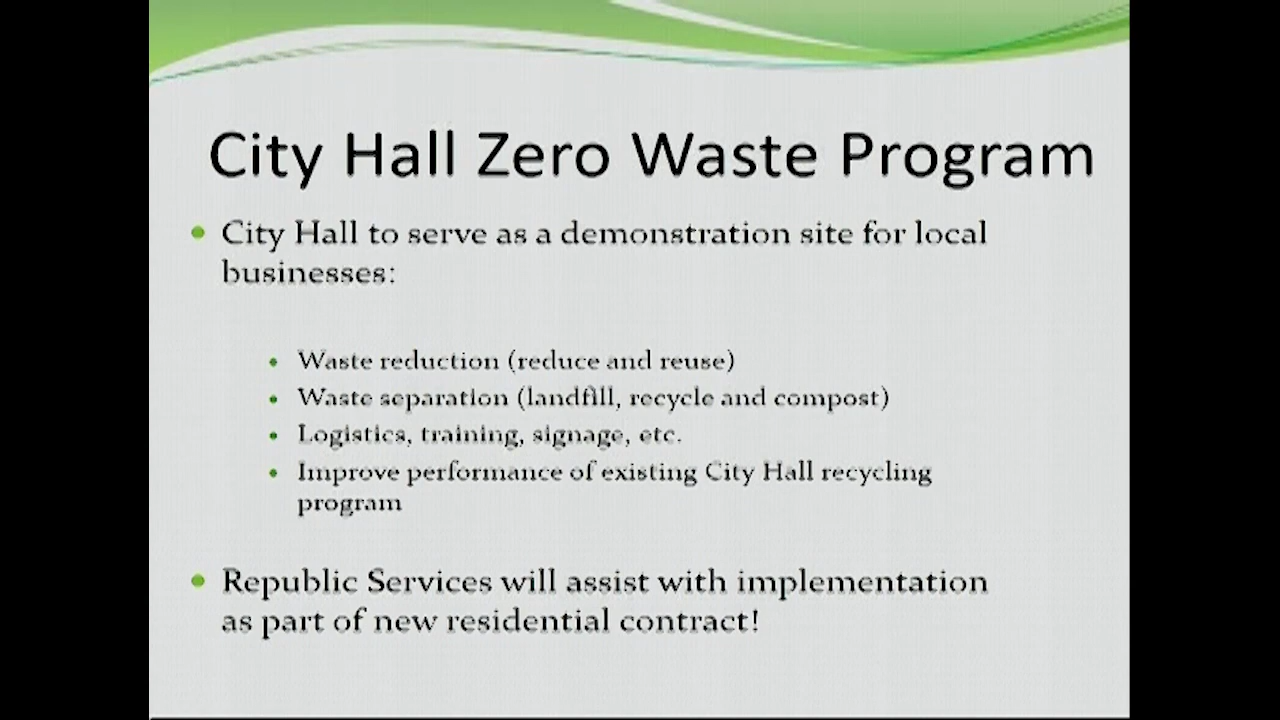 City Hall Zero Waste Program
• City Hall to serve as a demonstration site for local
businesses:
• Waste reduction (reduce and reuse)
• Waste separation (landfill, recycle and compost)
• Logistics, training, signage, etc.
• Improve performance of existing City Hall recycling
program
• Republic Services will assist with implementation
as part of new residential contract!